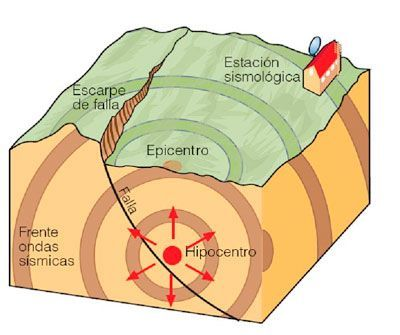 Estación
sismológica
Escarpe
de falla
Epicentro
Falla
Frente
ondas
sísmicas
Hipocentro